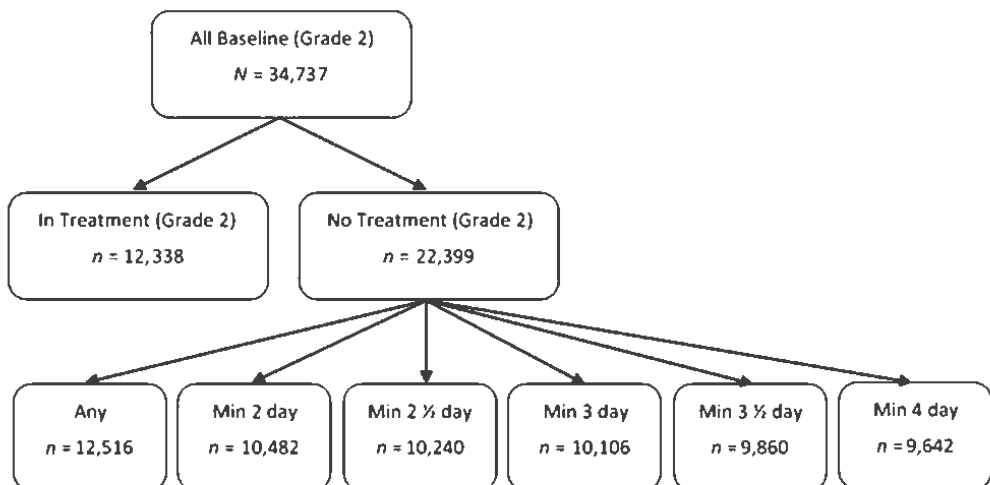 All Baseline (Grade 2)
N = 34,737
In Treatment (Grade 2)
n = 12,338
No Treatment (Grade 2)
n = 22,399
Any
n = 12,516
Min 2 day
n = 10,482
Min 2 ½ day
n = 10,240
Min 3 day
n = 10,106
Min 3 ½ day
n = 9,860
Min 4 day
n = 9,642